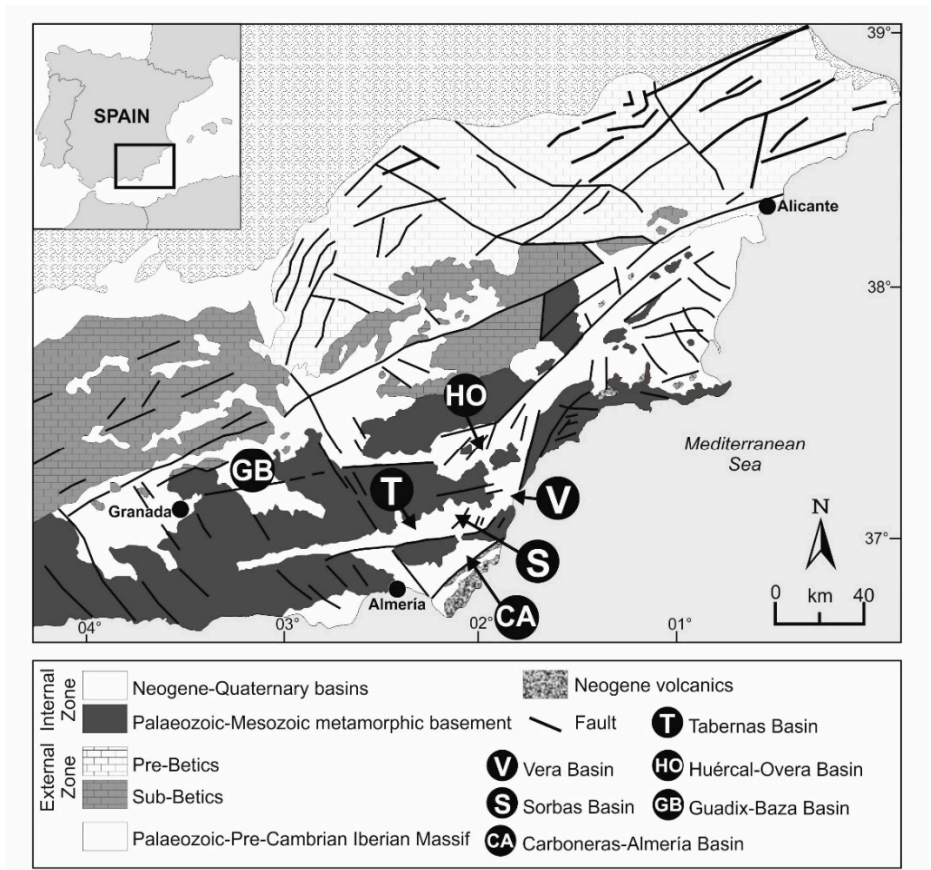 SPAIN
39°
Alicante
38°
HO
Mediterranean
Sea
GB
T
V
Granada
N
S
37°
Almeria
CA
0 km 40
04° 03° 02° 01°
Internal
Zone
Neogene-Quaternary basins
Palaeozoic-Mesozoic metamorphic basement
External
Zone
Pre-Betics
Sub-Betics
Palaeozoic-Pre-Cambrian Iberian Massif
Neogene volcanics
Fault
T Tabernas Basin
V Vera Basin
HO Huércal-Overa Basin
S Sorbas Basin
GB Guadix-Baza Basin
CA Carboneras-Almería Basin